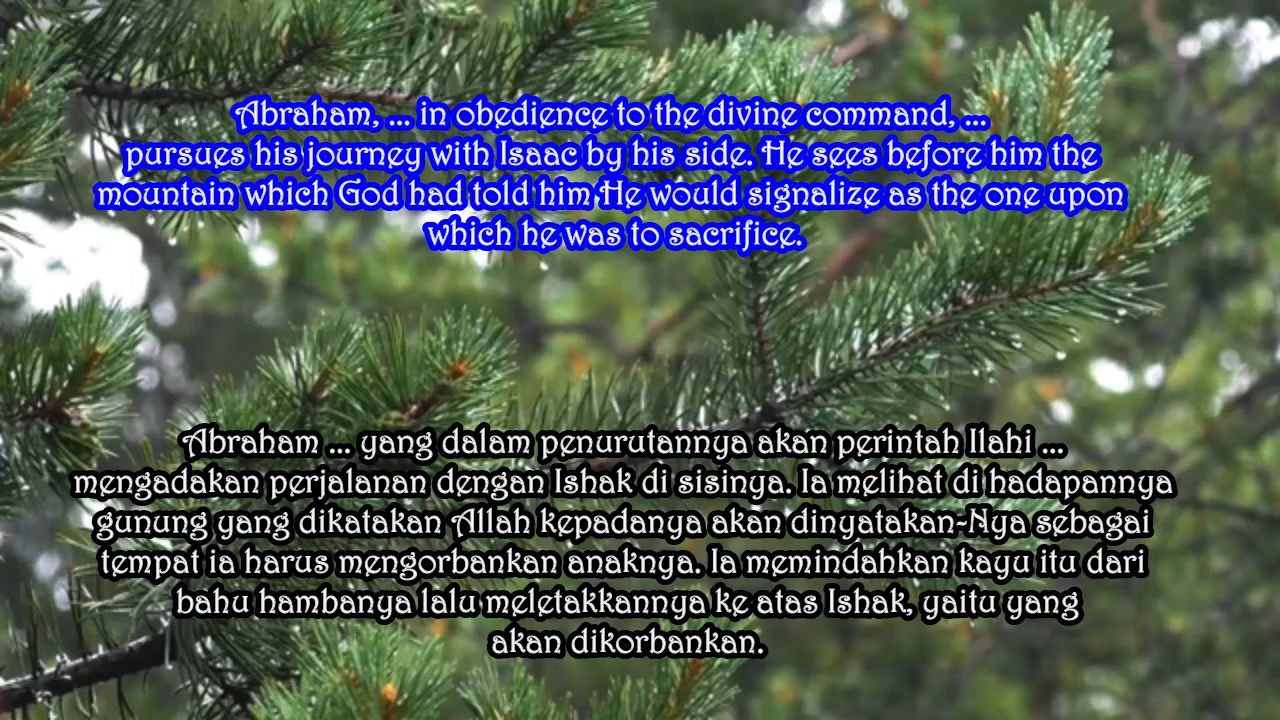 Abraham, ... in obedience to the divine command, ...
pursues his journey with Isaac by his side. He sees before him the
mountain which God had told him He would signalize as the one upon
which he was to sacrifice.
Abraham ... yang dalam penurutannya akan perintah Ilahi ...
mengadakan perjalanan dengan Ishak di sisinya. Ia melihat di hadapannya
gunung yang dikatakan Allah kepadanya akan dinyatakan-Nya sebagai
tempat ia harus mengorbankan anaknya. Ia memindahkan kayu itu dari
bahu hambanya lalu meletakkannya ke atas Ishak, yaitu yang
akan dikorbankan.